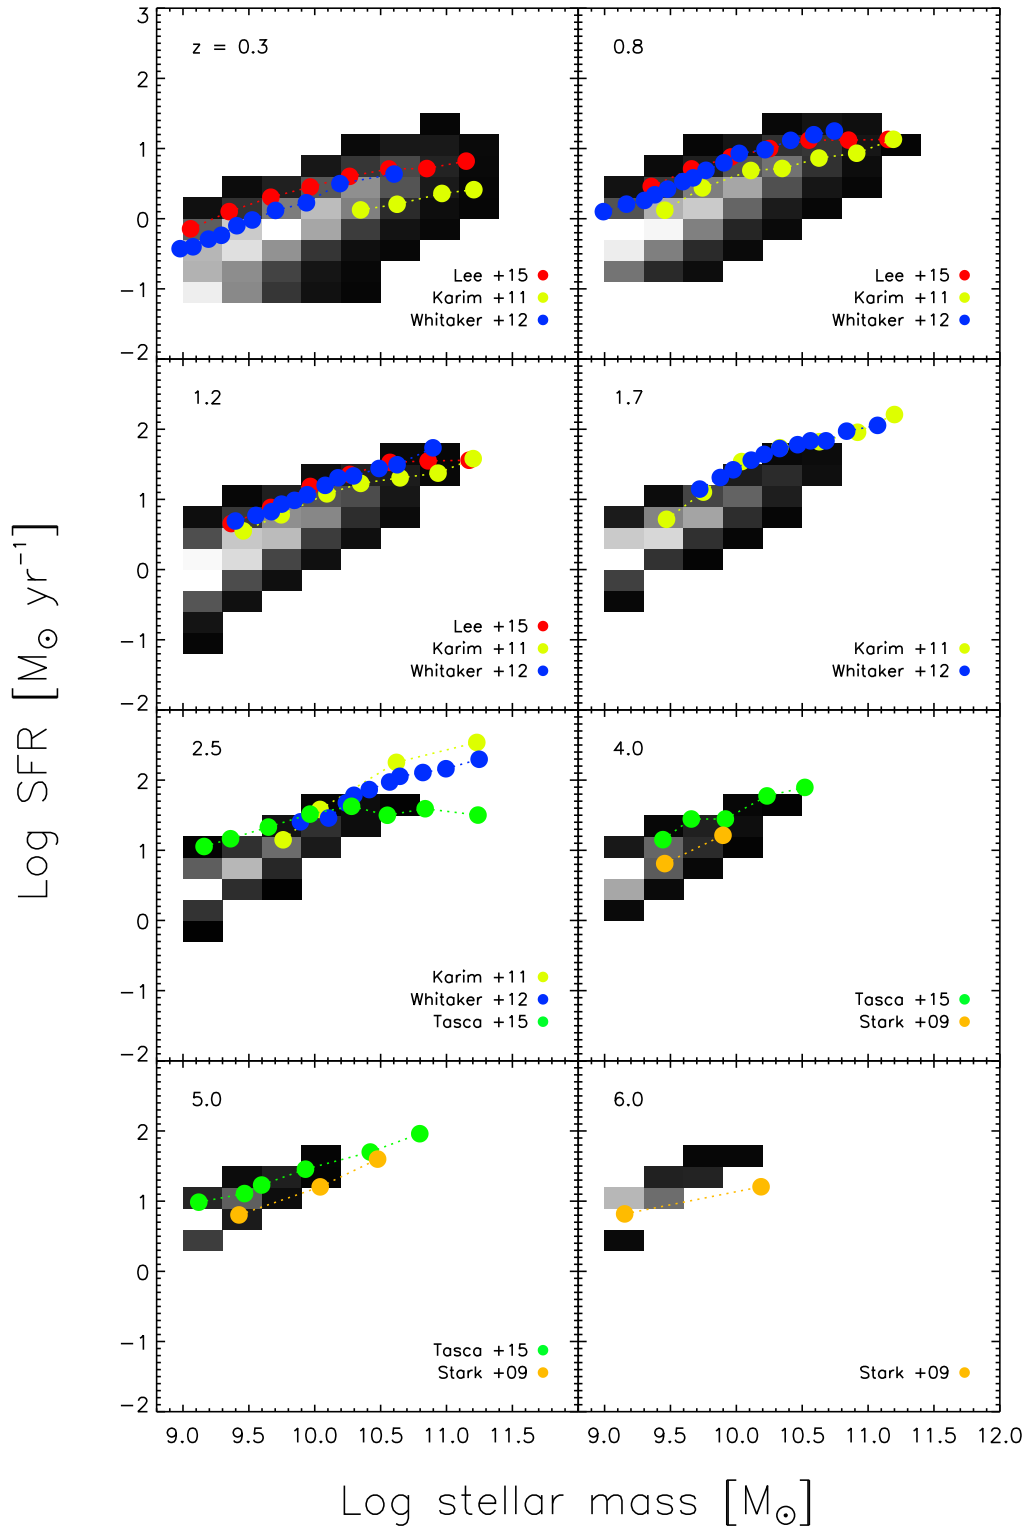 Log SFR [M⊙ yr−1]
3
2
1
0
−1
−2
z = 0.3
Lee +15
Karim +11
Whitaker +12
0.8
Lee +15
Karim +11
Whitaker +12
2
1
0
−1
−2
1.2
Lee +15
Karim +11
Whitaker +12
1.7
Karim +11
Whitaker +12
2
1
0
−1
−2
2.5
Karim +11
Whitaker +12
Tasca +15
4.0
Tasca +15
Stark +09
2
1
0
−1
−2
5.0
Tasca +15
Stark +09
6.0
Stark +09
9.0 9.5 10.0 10.5 11.0 11.5 9.0 9.5 10.0 10.5 11.0 11.5 12.0
Log stellar mass [M⊙]